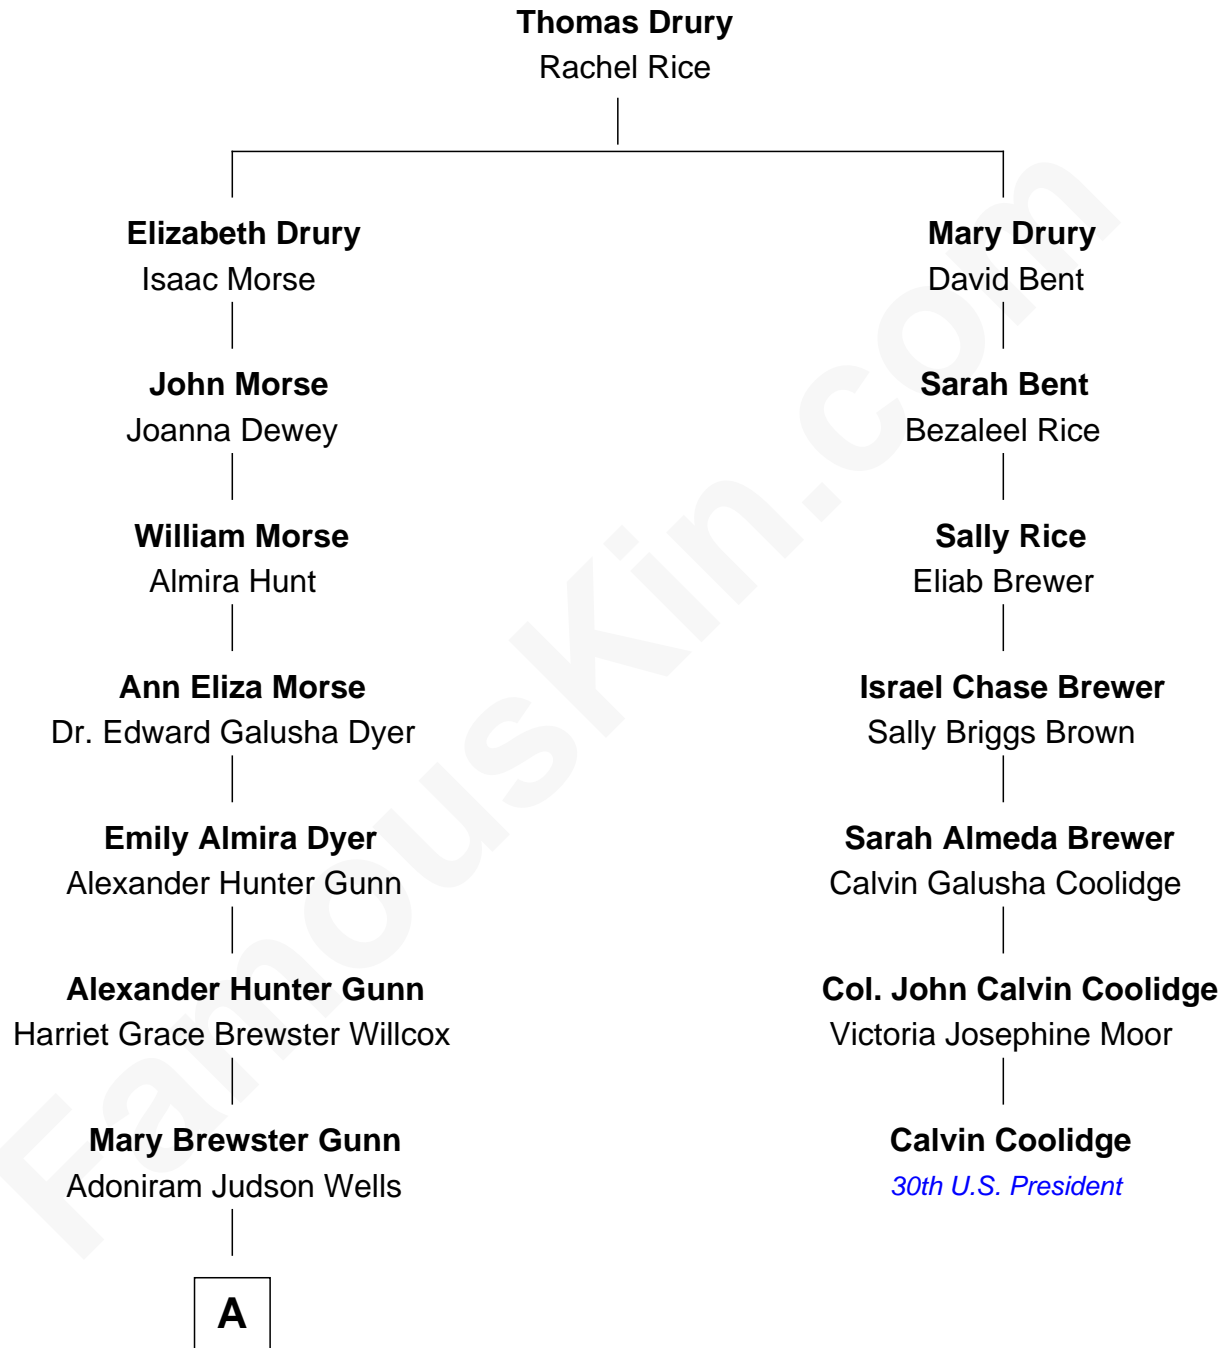 Thomas Drury
Rachel Rice
Elizabeth Drury
Isaac Morse
Mary Drury
David Bent
John Morse
Joanna Dewey
Sarah Bent
Bezaleel Rice
William Morse
Almira Hunt
Sally Rice
Eliab Brewer
Ann Eliza Morse
Dr. Edward Galusha Dyer
Israel Chase Brewer
Sally Briggs Brown
Emily Almira Dyer
Alexander Hunter Gunn
Sarah Almeda Brewer
Calvin Galusha Coolidge
Alexander Hunter Gunn
Harriet Grace Brewster Willcox
Col. John Calvin Coolidge
Victoria Josephine Moor
Mary Brewster Gunn
Adoniram Judson Wells
Calvin Coolidge
30th U.S. President
A
FamousKin.com